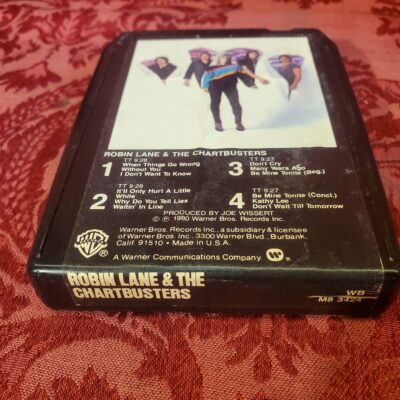 ROBIN LANE & THE CHARTBUSTERS
1
TT 9:28
When Things Go Wrong
Without You
I Don't Want To Know
2
TT 9:28
It'll Only Hurt A Little
While
Why Do You Tell Lies
Waitin' In Line
3
TT 9:27
Don't Cry
Many Years Ago
Be Mine Tonite (Beg.)
4
TT 9:27
Be Mine Tonite (Concl.)
Kathy Lee
Don't Wait Till Tomorrow
PRODUCED BY JOE WISSERT
© ℗ 1980 Warner Bros. Records Inc.
Warner Bros. Records Inc., a subsidiary & licensee
of Warner Bros. Inc., 3300 Warner Blvd., Burbank,
Calif. 91510 • Made in U.S.A.
A Warner Communications Company
ROBIN LANE & THE
CHARTBUSTERS
WB
M8 3424